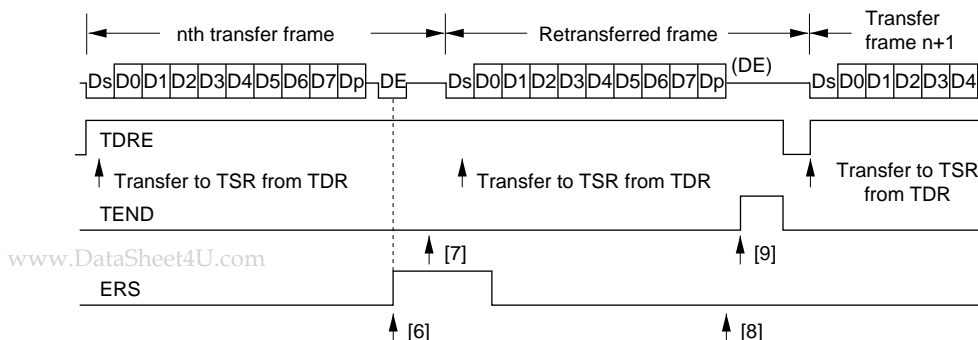 nth transfer frame
Retransferred frame
Transfer
frame n+1
Ds D0 D1 D2 D3 D4 D5 D6 D7 Dp DE
Ds D0 D1 D2 D3 D4 D5 D6 D7 Dp (DE)
Ds D0 D1 D2 D3 D4
TDRE
Transfer to TSR from TDR
Transfer to TSR from TDR
Transfer to TSR
from TDR
TEND
[7]
[9]
www.DataSheet4U.com
ERS
[6]
[8]